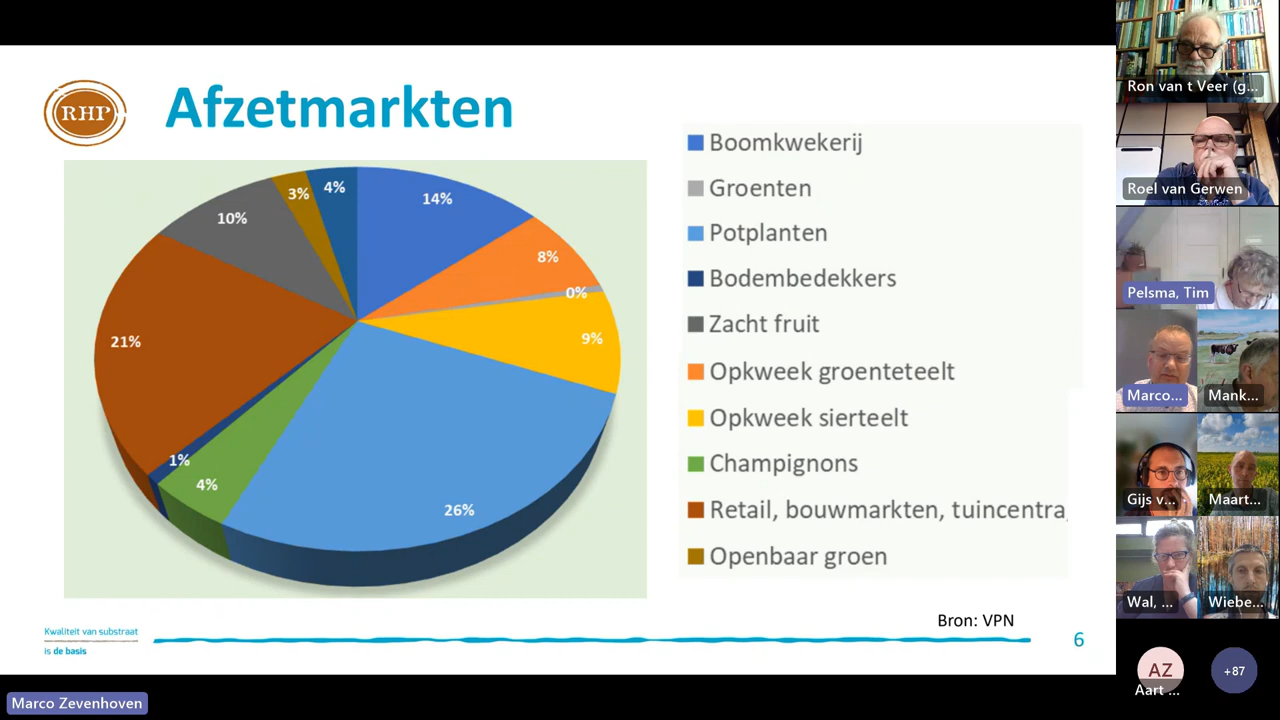 RHP
Afzetmarkten
14%
8%
0%
9%
26%
4%
1%
21%
10%
3%
4%
Boomkwekerij
Groenten
Potplanten
Bodembedekkers
Zacht fruit
Opkweek groenteteelt
Opkweek sierteelt
Champignons
Retail, bouwmarkten, tuincentra,
Openbaar groen
Kwaliteit van substraat
is de basis
Bron: VPN
6
Marco Zevenhoven
Ron van t Veer (g...
Roel van Gerwen
Pelsma, Tim
Marco...
Mank...
Gijs v...
Maart...
Wal, ...
Wiebe...
AZ
Aart ...
+87